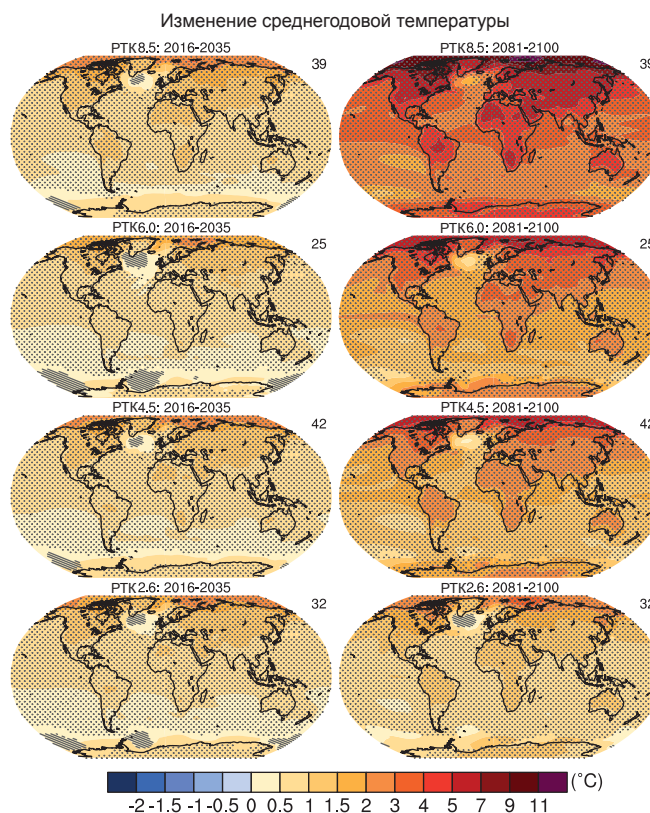 Изменение среднегодовой температуры
РТК8.5: 2016-2035
39
РТК8.5: 2081-2100
39
РТК6.0: 2016-2035
25
РТК6.0: 2081-2100
25
РТК4.5: 2016-2035
42
РТК4.5: 2081-2100
42
РТК2.6: 2016-2035
32
РТК2.6: 2081-2100
32
(˚C)
-2 -1.5 -1 -0.5 0 0.5 1 1.5 2 3 4 5 7 9 11